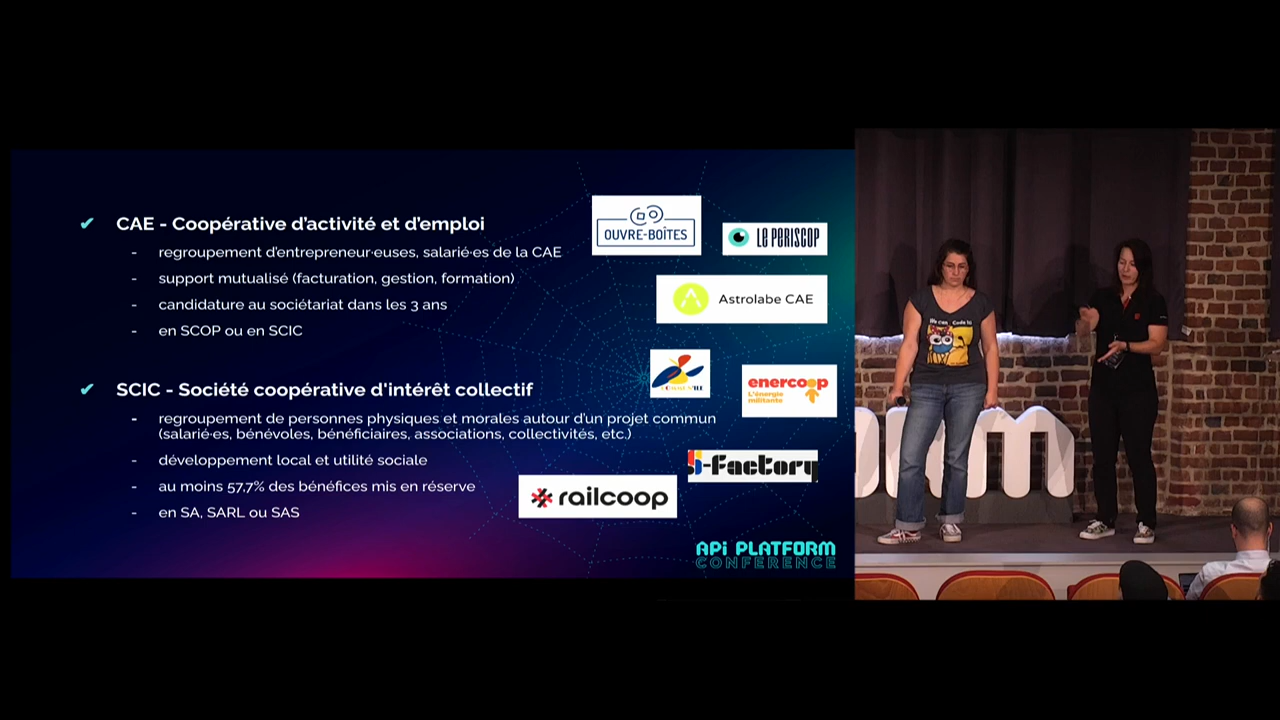 ✔ CAE - Coopérative d'activité et d'emploi
- regroupement d'entrepreneur·euses, salarié·es de la CAE
- support mutualisé (facturation, gestion, formation)
- candidature au sociétariat dans les 3 ans
- en SCOP ou en SCIC
OUVRE-BOÎTES
LE PERISCOP
Astrolabe CAE
✔ SCIC - Société coopérative d'intérêt collectif
- regroupement de personnes physiques et morales autour d'un projet commun
(salarié·es, bénévoles, bénéficiaires, associations, collectivités, etc.)
- développement local et utilité sociale
- au moins 57,7% des bénéfices mis en réserve
- en SA, SARL ou SAS
enercoop
L'énergie
militante
-Factory
railcoop
API PLATFORM
CONFERENCE
We can Code it!